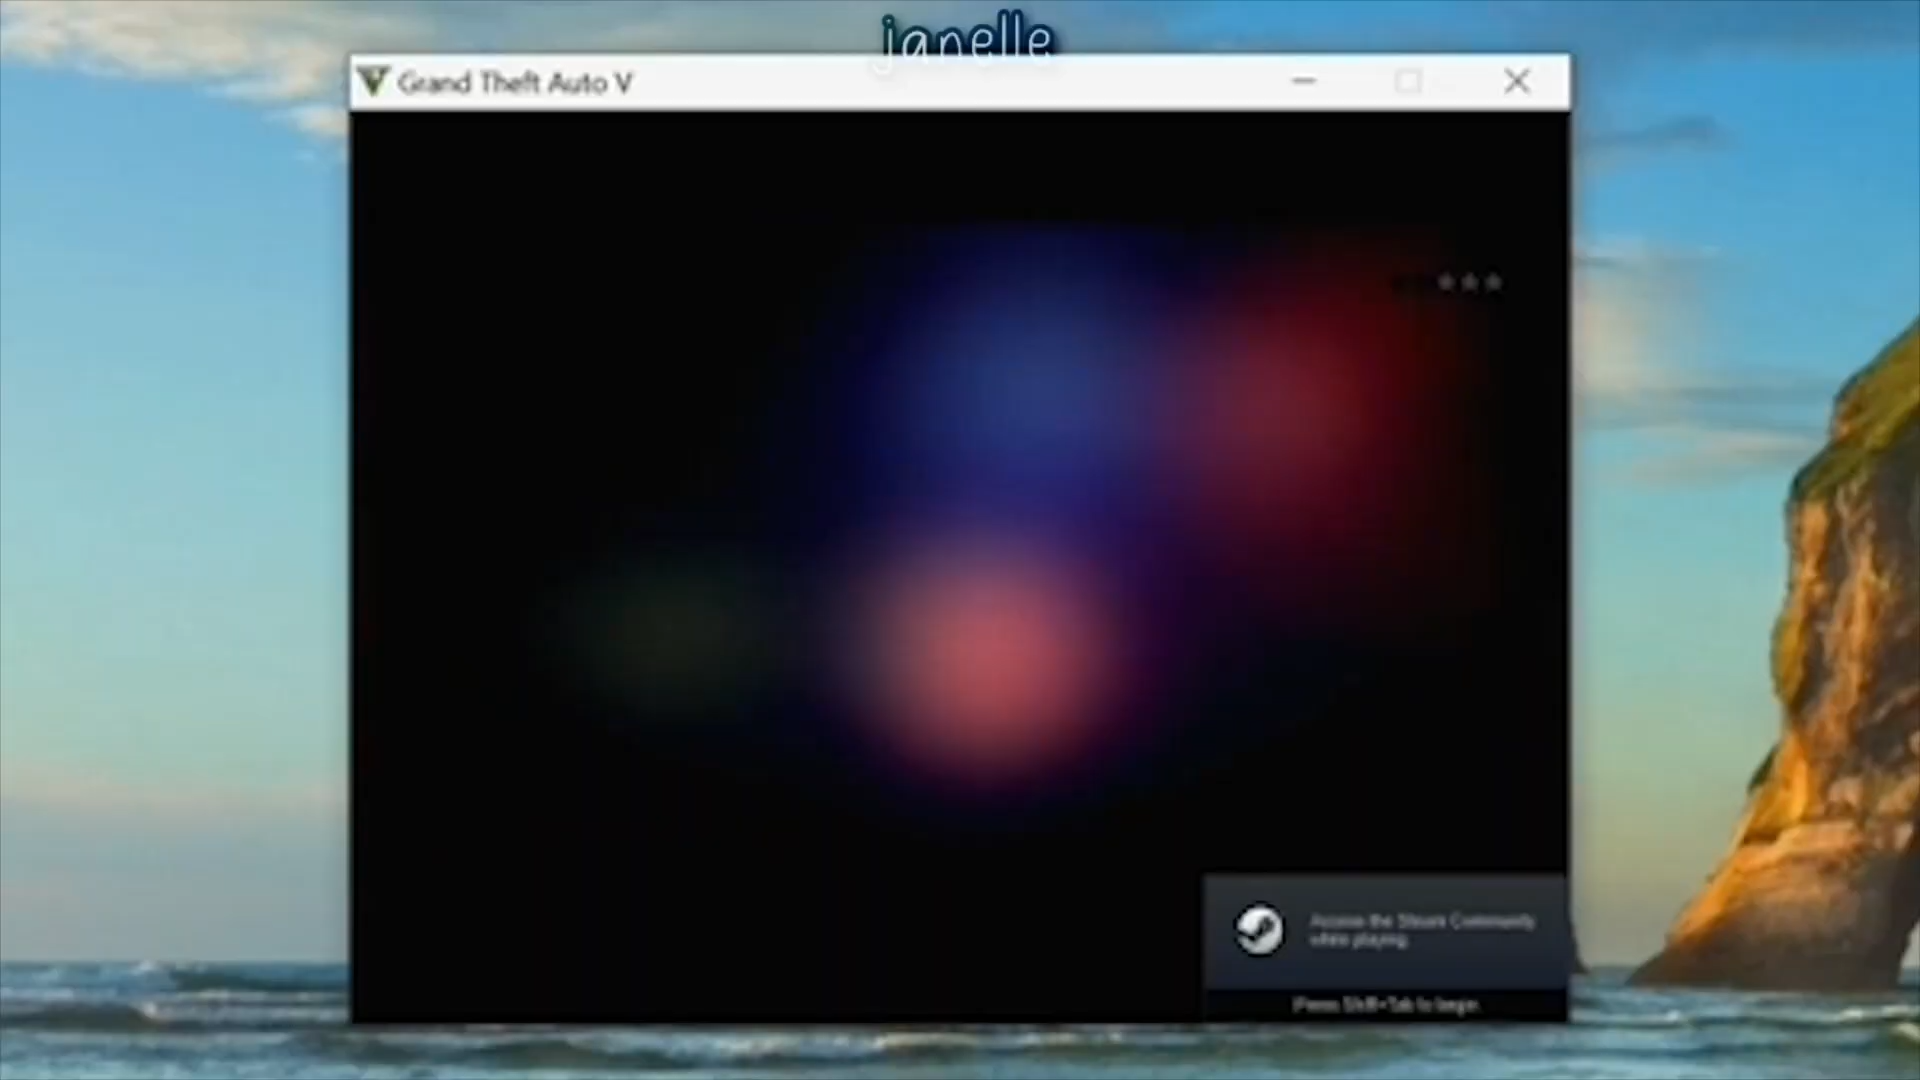 janelle
Grand Theft Auto V
Access the Steam Community
while playing.
Press Shift+Tab to begin.